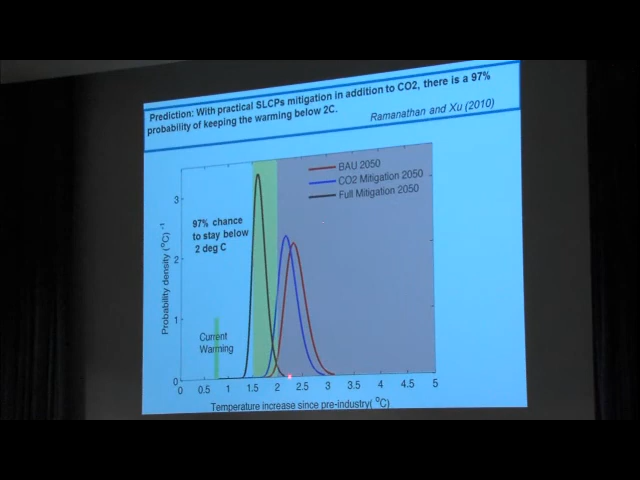 Prediction: With practical SLCPs mitigation in addition to CO2, there is a 97%
probability of keeping the warming below 2C.
Ramanathan and Xu (2010)
BAU 2050
CO2 Mitigation 2050
Full Mitigation 2050
97% chance
to stay below
2 deg C
Current
Warming
Probability density (°C)⁻¹
3
2
1
0
0 0.5 1 1.5 2 2.5 3 3.5 4 4.5 5
Temperature increase since pre-industry(°C)